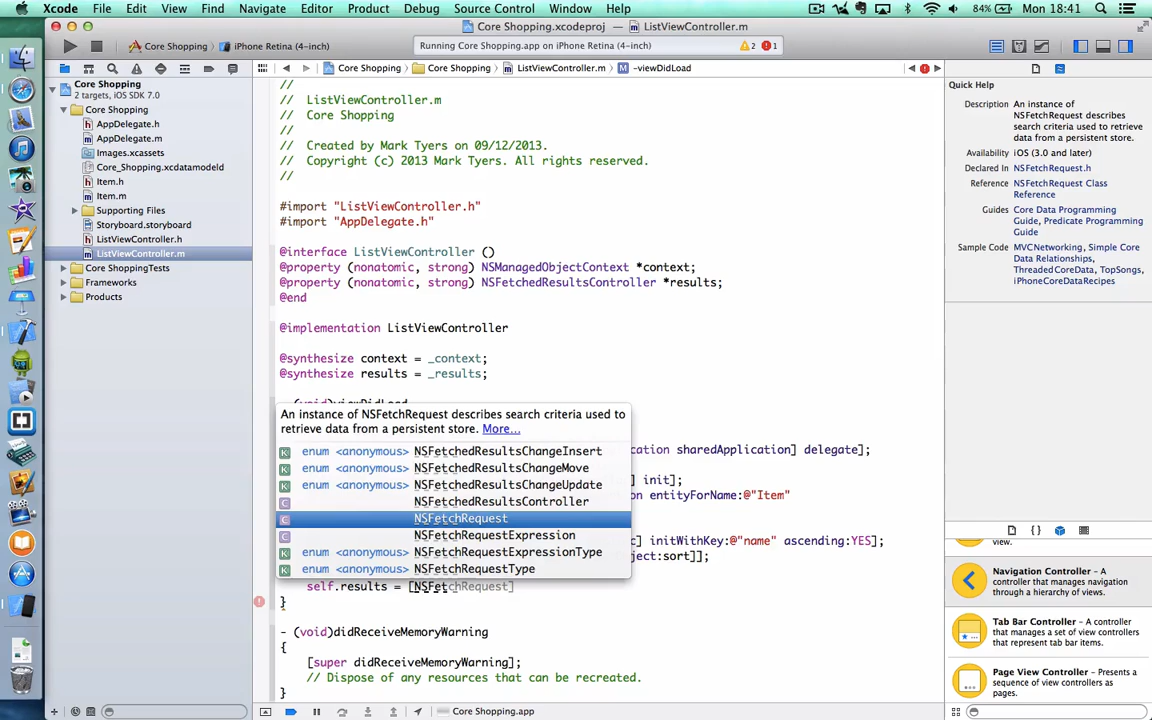 Xcode File Edit View Find Navigate Editor Product Debug Source Control Window Help
84% Mon 18:41
Core Shopping.xcodeproj — ListViewController.m
Core Shopping iPhone Retina (4-inch)
Running Core Shopping.app on iPhone Retina (4-inch) 2 1
Core Shopping Core Shopping ListViewController.m -viewDidLoad
Core Shopping
2 targets, iOS SDK 7.0
Core Shopping
AppDelegate.h
AppDelegate.m
Images.xcassets
Core_Shopping.xcdatamodeld
Item.h
Item.m
Supporting Files
Storyboard.storyboard
ListViewController.h
ListViewController.m
Core ShoppingTests
Frameworks
Products
//
// ListViewController.m
// Core Shopping
//
// Created by Mark Tyers on 09/12/2013.
// Copyright (c) 2013 Mark Tyers. All rights reserved.
//
#import "ListViewController.h"
#import "AppDelegate.h"
@interface ListViewController ()
@property (nonatomic, strong) NSManagedObjectContext *context;
@property (nonatomic, strong) NSFetchedResultsController *results;
@end
@implementation ListViewController
@synthesize context = _context;
@synthesize results = _results;
- (void)viewDidLoad
An instance of NSFetchRequest describes search criteria used to
retrieve data from a persistent store. More...
ication sharedApplication] delegate];
enum <anonymous> NSFetchedResultsChangeInsert
enum <anonymous> NSFetchedResultsChangeMove
] init];
enum <anonymous> NSFetchedResultsChangeUpdate
on entityForName:@"Item"
NSFetchedResultsController
NSFetchRequest
NSFetchRequestExpression
c] initWithKey:@"name" ascending:YES];
enum <anonymous> NSFetchRequestExpressionType
ject:sort]];
enum <anonymous> NSFetchRequestType
self.results = [NSFetchRequest]
}
- (void)didReceiveMemoryWarning
{
[super didReceiveMemoryWarning];
// Dispose of any resources that can be recreated.
}
Core Shopping.app
Quick Help
Description An instance of
NSFetchRequest describes
search criteria used to retrieve
data from a persistent store.
Availability iOS (3.0 and later)
Declared In NSFetchRequest.h
Reference NSFetchRequest Class
Reference
Guides Core Data Programming
Guide, Predicate Programming
Guide
Sample Code MVCNetworking, Simple Core
Data Relationships,
ThreadedCoreData, TopSongs,
iPhoneCoreDataRecipes
{ }
view.
Navigation Controller - A
controller that manages navigation
through a hierarchy of views.
Tab Bar Controller - A controller
that manages a set of view controllers
that represent tab bar items.
Page View Controller - Presents a
sequence of view controllers as
pages.